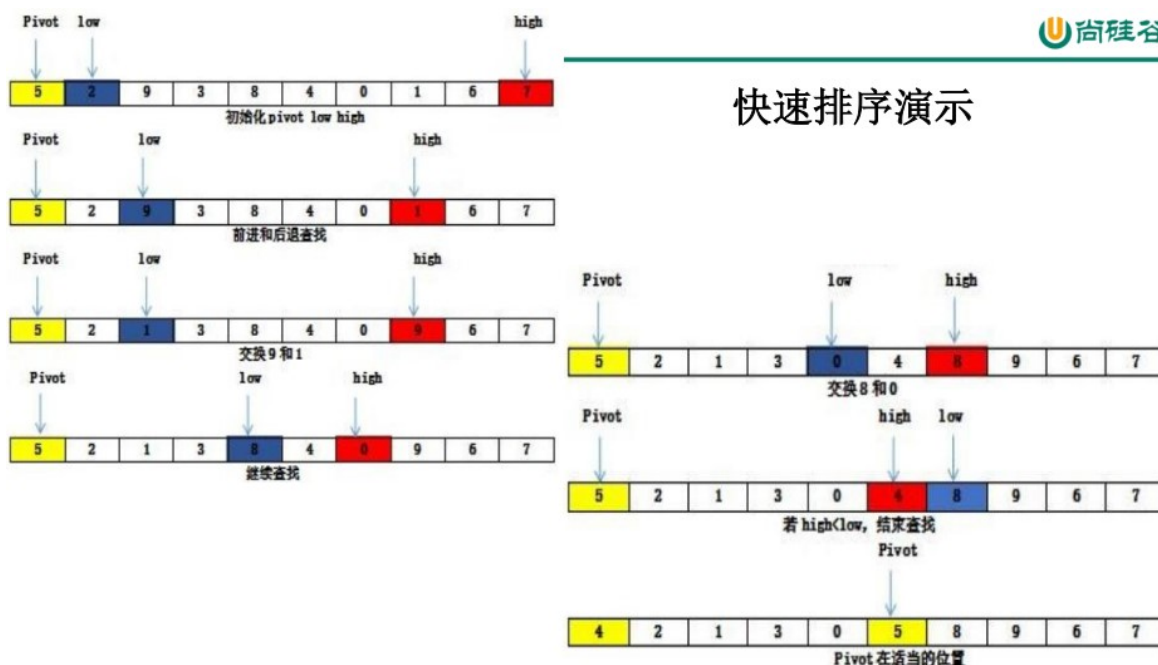 Pivot low high
5 2 9 3 8 4 0 1 6 7
初始化pivot low high
Pivot low high
5 2 9 3 8 4 0 1 6 7
前进和后退查找
Pivot low high
5 2 1 3 8 4 0 9 6 7
交换9和1
Pivot low high
5 2 1 3 8 4 0 9 6 7
继续查找
尚硅谷
快速排序演示
Pivot low high
5 2 1 3 0 4 8 9 6 7
交换8和0
Pivot high low
5 2 1 3 0 4 8 9 6 7
若high<low，结束查找
Pivot
4 2 1 3 0 5 8 9 6 7
Pivot在适当的位置